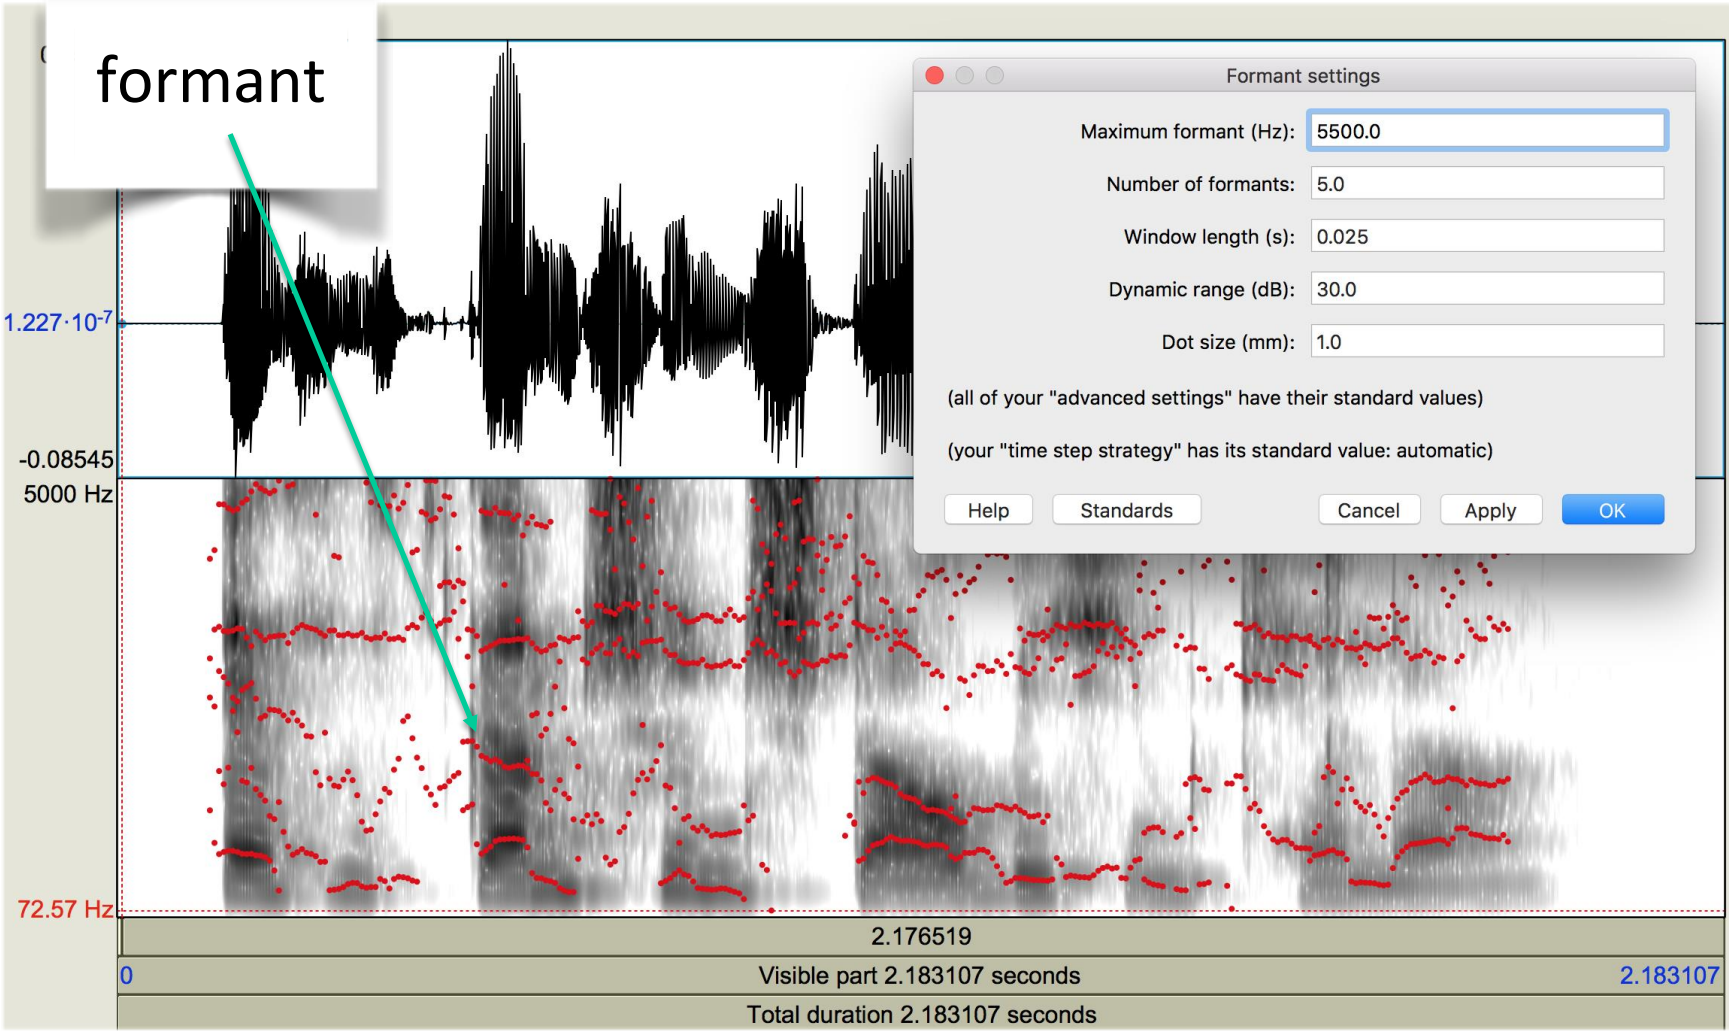 formant
Formant settings
Maximum formant (Hz): 5500.0
Number of formants: 5.0
Window length (s): 0.025
Dynamic range (dB): 30.0
Dot size (mm): 1.0
(all of your "advanced settings" have their standard values)
(your "time step strategy" has its standard value: automatic)
Help Standards Cancel Apply OK
1.227·10⁻⁷
-0.08545
5000 Hz
72.57 Hz
2.176519
0 Visible part 2.183107 seconds 2.183107
Total duration 2.183107 seconds